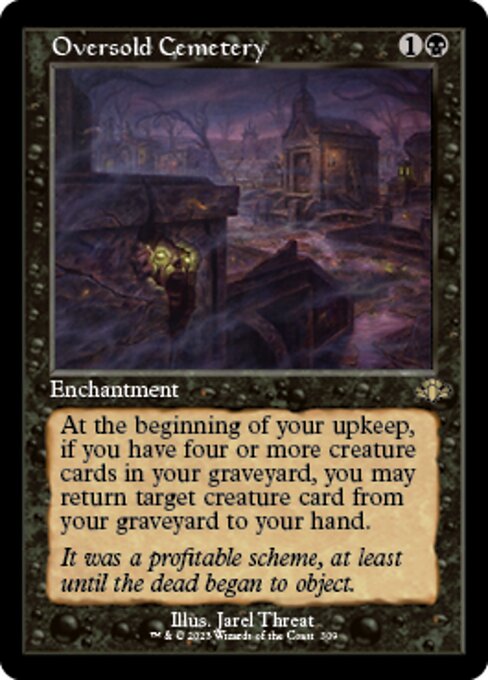 Oversold Cemetery 1
Enchantment
At the beginning of your upkeep,
if you have four or more creature
cards in your graveyard, you may
return target creature card from
your graveyard to your hand.
It was a profitable scheme, at least
until the dead began to object.
Illus. Jarel Threat
™ & © 2023 Wizards of the Coast 309